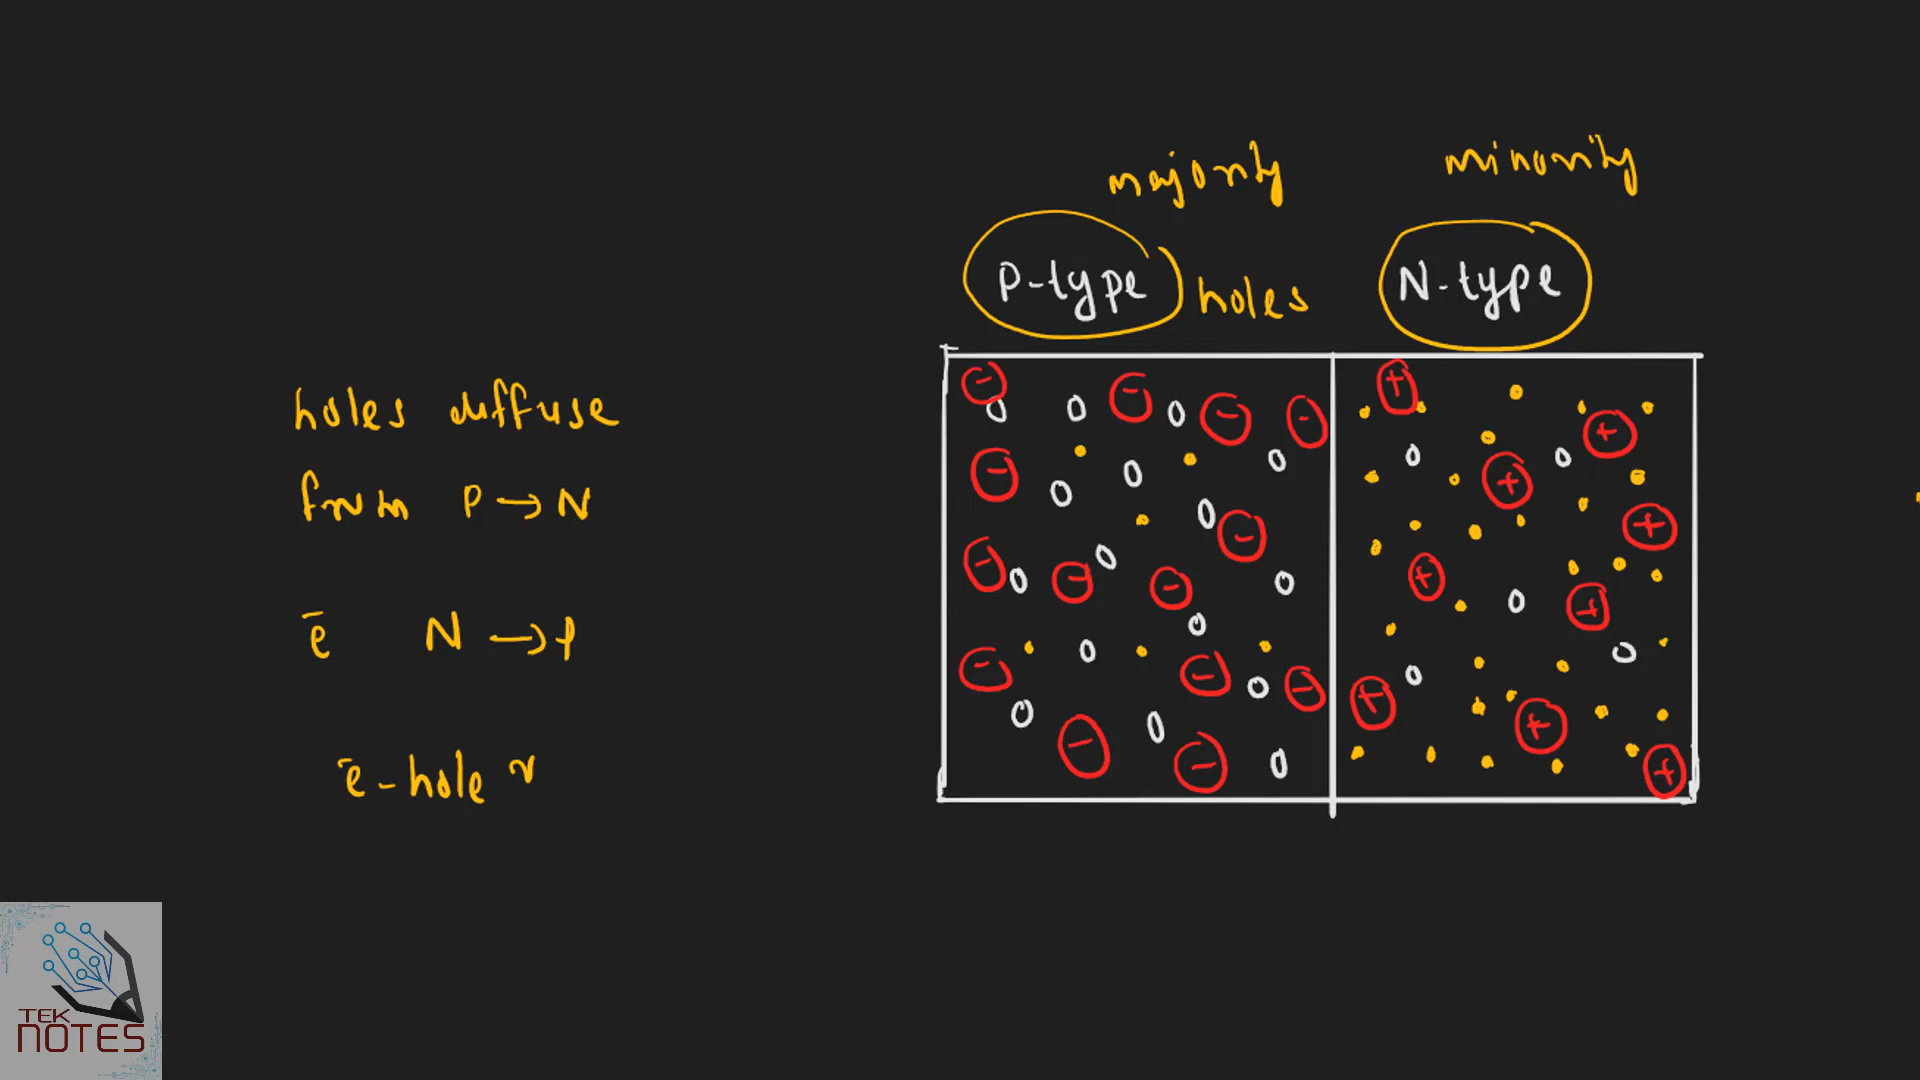 majority minority
P-type holes N-type
holes diffuse
from P → N
ē N → P
ē-hole r
TEK
NOTES